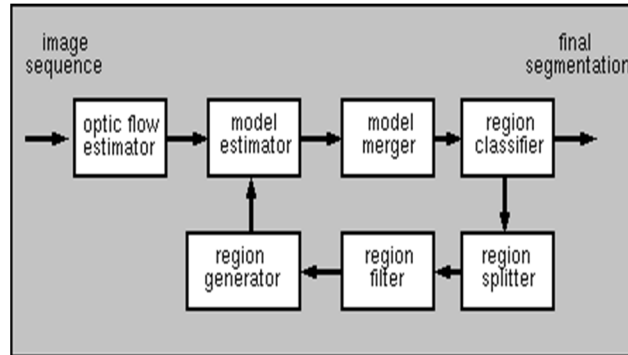 image
sequence
final
segmentation
optic flow
estimator
model
estimator
model
merger
region
classifier
region
generator
region
filter
region
splitter